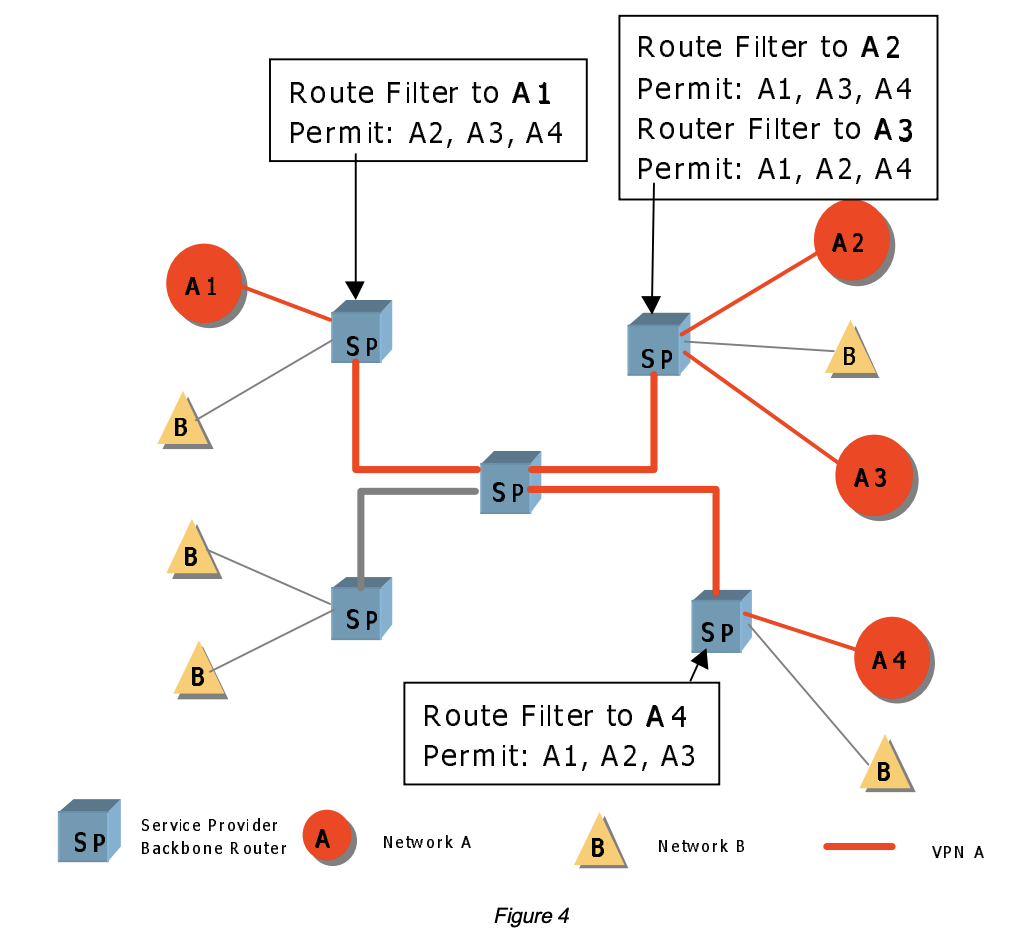 Route Filter to A1
Permit: A2, A3, A4
Route Filter to A2
Permit: A1, A3, A4
Router Filter to A3
Permit: A1, A2, A4
A1
SP
B
A2
SP
B
A3
SP
B
B
SP
SP
A4
B
Route Filter to A4
Permit: A1, A2, A3
SP
Service Provider
Backbone Router
A
Network A
B
Network B
VPN A
Figure 4